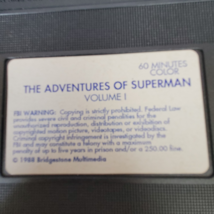 60 MINUTES
COLOR
THE ADVENTURES OF SUPERMAN
VOLUME I
FBI WARNING: Copying is strictly prohibited. Federal Law
provides severe civil and criminal penalties for the
unauthorized reproduction, distribution or exhibition of
copyrighted motion picture, videotapes, or videodiscs.
copyright infringement is investigated by the
FBI and may constitute a felony with a maximum
penalty of up to five years in prison and/or a 250.00 fine.
© 1988 Bridgestone Multimedia